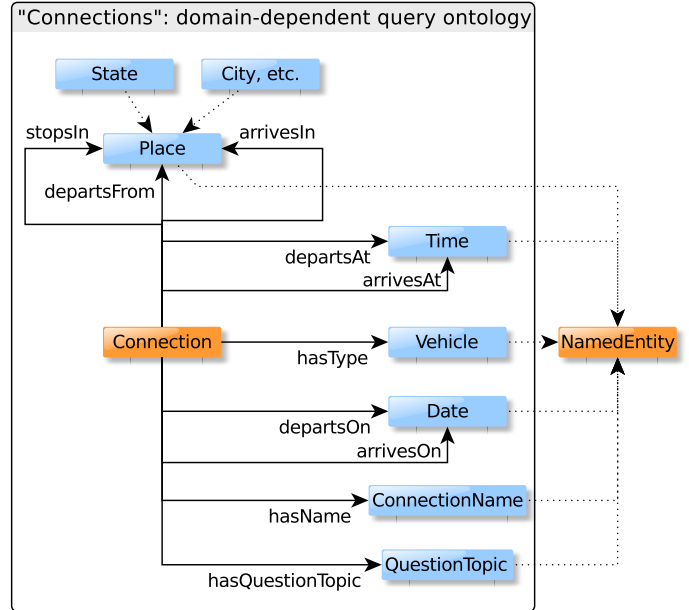 "Connections": domain-dependent query ontology
State
City, etc.
stopsIn
arrivesIn
Place
departsFrom
Time
departsAt
arrivesAt
Connection
Vehicle
NamedEntity
hasType
Date
departsOn
arrivesOn
ConnectionName
hasName
QuestionTopic
hasQuestionTopic